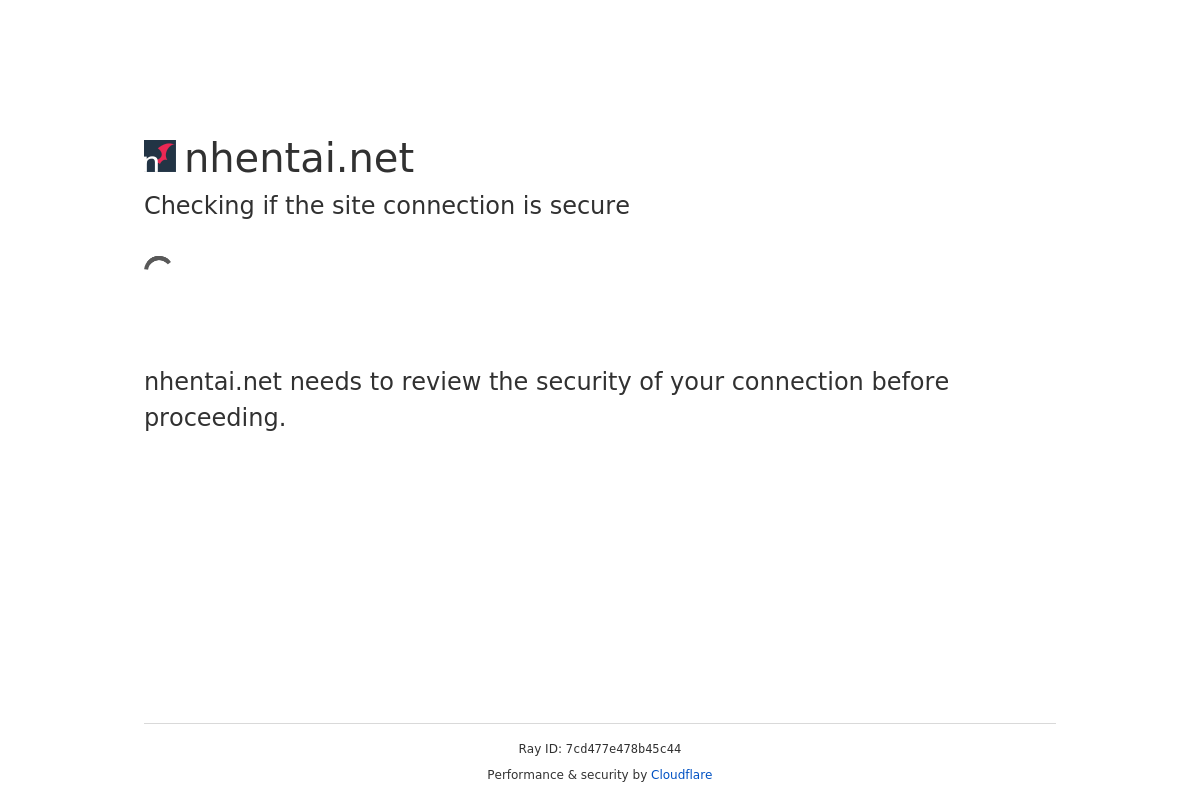 nhentai.net
Checking if the site connection is secure
nhentai.net needs to review the security of your connection before
proceeding.
Ray ID: 7cd477e478b45c44
Performance & security by Cloudflare